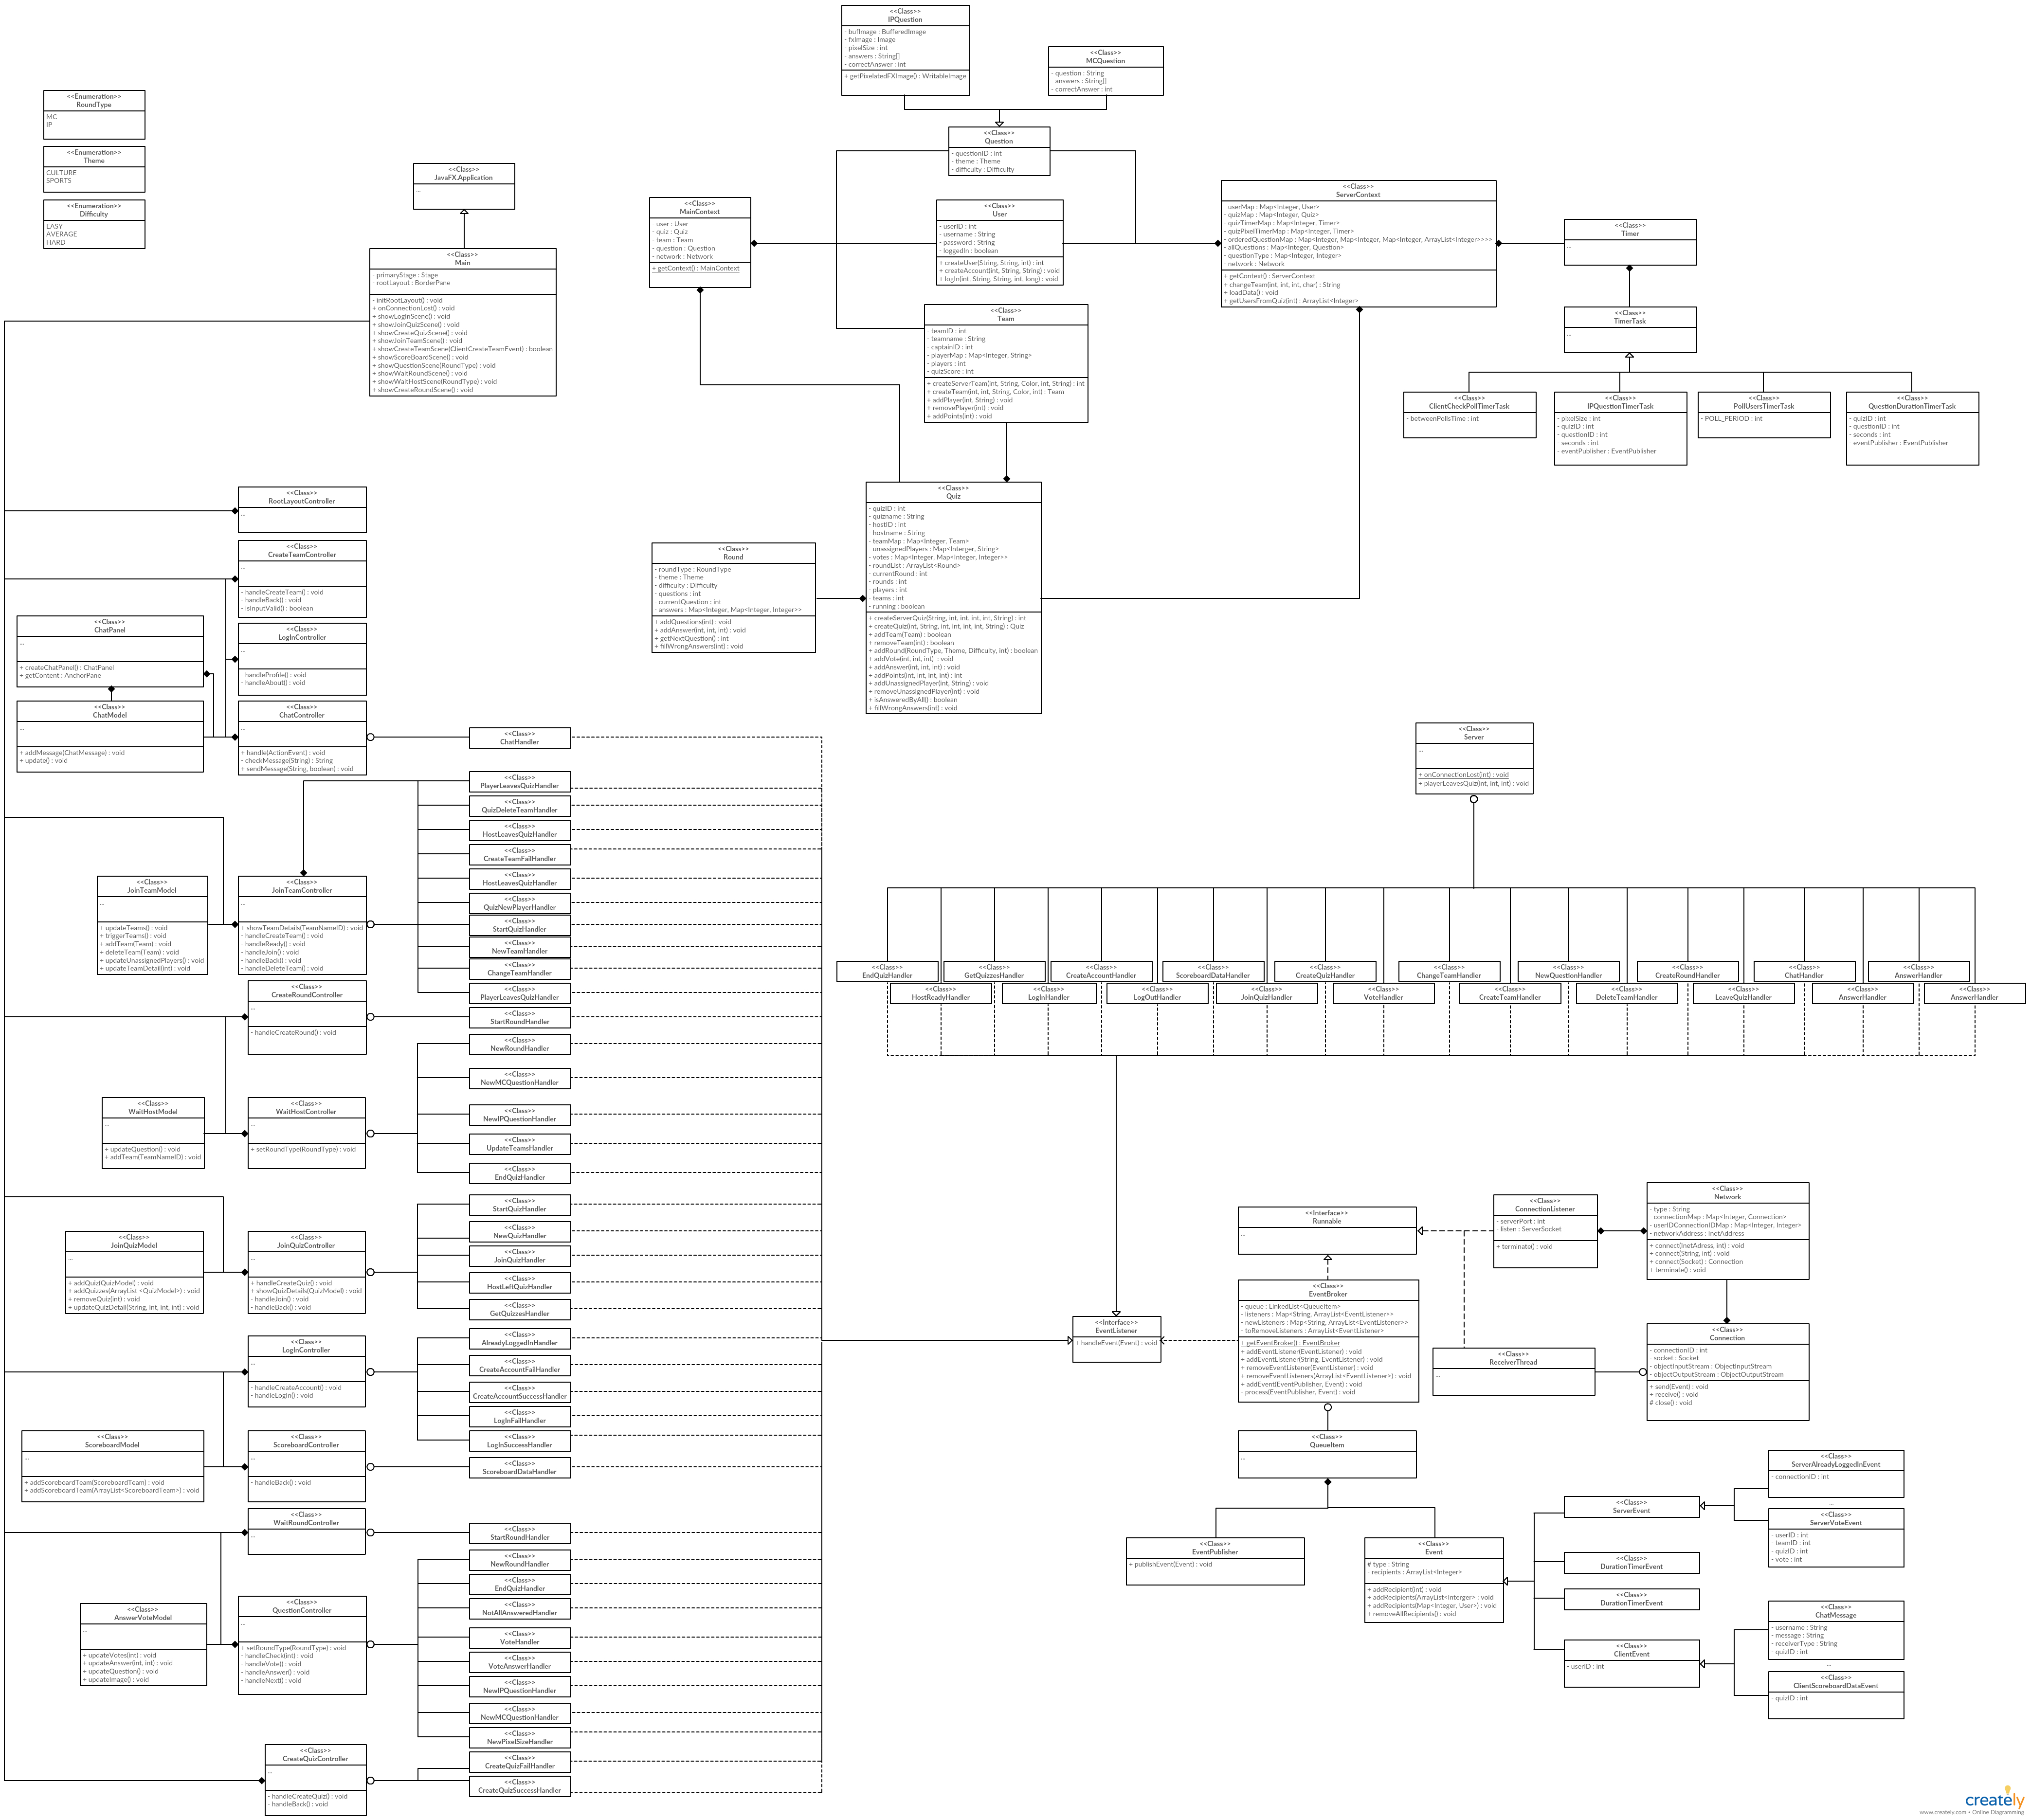 <<Class>>
IPQuestion
- bufImage : BufferedImage
- fxImage : Image
- pixelSize : int
- answers : String[]
- correctAnswer : int
+ getPixelatedFXImage() : WritableImage
<<Class>>
MCQuestion
- question : String
- answers : String[]
- correctAnswer : int
<<Enumeration>>
RoundType
MC
IP
<<Enumeration>>
Theme
CULTURE
SPORTS
<<Enumeration>>
Difficulty
EASY
AVERAGE
HARD
<<Class>>
JavaFX.Application
...
<<Class>>
Question
- questionID : int
- theme : Theme
- difficulty : Difficulty
<<Class>>
MainContext
- user : User
- quiz : Quiz
- team : Team
- question : Question
- network : Network
+ getContext() : MainContext
<<Class>>
User
- userID : int
- username : String
- password : String
- loggedIn : boolean
+ createUser(String, String, int) : int
+ createAccount(int, String, String) : void
+ logIn(int, String, String, int, long) : void
<<Class>>
ServerContext
- userMap : Map<Integer, User>
- quizMap : Map<Integer, Quiz>
- quizTimerMap : Map<Integer, Timer>
- quizPixelTimerMap : Map<Integer, Timer>
- orderedQuestionMap : Map<Integer, Map<Integer, Map<Integer, ArrayList<Integer>>>>
- allQuestions : Map<Integer, Question>
- questionType : Map<Integer, Integer>
- network : Network
+ getContext() : ServerContext
+ changeTeam(int, int, int, char) : String
+ loadData() : void
+ getUsersFromQuiz(int) : ArrayList<Integer>
<<Class>>
Timer
...
<<Class>>
TimerTask
...
<<Class>>
ClientCheckPollTimerTask
- betweenPollsTime : int
<<Class>>
IPQuestionTimerTask
- pixelSize : int
- quizID : int
- questionID : int
- seconds : int
- eventPublisher : EventPublisher
<<Class>>
PollUsersTimerTask
- POLL_PERIOD : int
<<Class>>
QuestionDurationTimerTask
- quizID : int
- questionID : int
- seconds : int
- eventPublisher : EventPublisher
<<Class>>
Main
- primaryStage : Stage
- rootLayout : BorderPane
- initRootLayout() : void
+ onConnectionLost() : void
+ showLogInScene() : void
+ showJoinQuizScene() : void
+ showCreateQuizScene() : void
+ showJoinTeamScene() : void
+ showCreateTeamScene(ClientCreateTeamEvent) : boolean
+ showScoreBoardScene() : void
+ showQuestionScene(RoundType) : void
+ showWaitRoundScene() : void
+ showWaitHostScene(RoundType) : void
+ showCreateRoundScene() : void
<<Class>>
Team
- teamID : int
- teamname : String
- captainID : int
- playerMap : Map<Integer, String>
- players : int
- quizScore : int
+ createServerTeam(int, String, Color, int, String) : int
+ createTeam(int, int, String, Color, int) : Team
+ addPlayer(int, String) : void
+ removePlayer(int) : void
+ addPoints(int) : void
<<Class>>
Quiz
- quizID : int
- quizname : String
- hostID : int
- hostname : String
- teamMap : Map<Integer, Team>
- unassignedPlayers : Map<Interger, String>
- votes : Map<Integer, Map<Integer, Integer>>
- roundList : ArrayList<Round>
- currentRound : int
- rounds : int
- players : int
- teams : int
- running : boolean
+ createServerQuiz(String, int, int, int, int, String) : int
+ createQuiz(int, String, int, int, int, int, String) : Quiz
+ addTeam(Team) : boolean
+ removeTeam(int) : boolean
+ addRound(RoundType, Theme, Difficulty, int) : boolean
+ addVote(int, int, int)  : void
+ addAnswer(int, int, int) : void
+ addPoints(int, int, int, int) : void
+ addUnassignedPlayer(int, String) : void
+ removeUnassignedPlayer(int) : void
+ isAnsweredByAll() : boolean
+ fillWrongAnswers(int) : void
<<Class>>
Round
- roundType : RoundType
- theme : Theme
- difficulty : Difficulty
- questions : int
- currentQuestion : int
- answers : Map<Integer, Map<Integer, Integer>>
+ addQuestions(int) : void
+ addAnswer(int, int, int) : void
+ getNextQuestion() : int
+ fillWrongAnswers(int) : void
<<Class>>
RootLayoutController
...
<<Class>>
CreateTeamController
...
- handleCreateTeam() : void
- handleBack() : void
- isInputValid() : boolean
<<Class>>
ChatPanel
...
+ createChatPanel() : ChatPanel
+ getContent : AnchorPane
<<Class>>
LogInController
...
- handleProfile() : void
- handleAbout() : void
<<Class>>
ChatModel
...
+ addMessage(ChatMessage) : void
+ update() : void
<<Class>>
ChatController
...
+ handle(ActionEvent) : void
- checkMessage(String) : String
+ sendMessage(String, boolean) : void
<<Class>>
ChatHandler
<<Class>>
PlayerLeavesQuizHandler
<<Class>>
QuizDeleteTeamHandler
<<Class>>
HostLeavesQuizHandler
<<Class>>
CreateTeamFailHandler
<<Class>>
HostLeavesQuizHandler
<<Class>>
QuizNewPlayerHandler
<<Class>>
StartQuizHandler
<<Class>>
NewTeamHandler
<<Class>>
ChangeTeamHandler
<<Class>>
PlayerLeavesQuizHandler
<<Class>>
JoinTeamModel
...
+ updateTeams() : void
+ triggerTeams() : void
+ addTeam(Team) : void
+ deleteTeam(Team) : void
+ updateUnassignedPlayers() : void
+ updateTeamDetail(int) : void
<<Class>>
JoinTeamController
...
+ showTeamDetails(TeamNameID) : void
- handleCreateTeam() : void
- handleReady() : void
- handleJoin() : void
- handleBack() : void
- handleDeleteTeam() : void
<<Class>>
CreateRoundController
...
- handleCreateRound() : void
<<Class>>
StartRoundHandler
<<Class>>
NewRoundHandler
<<Class>>
NewMCQuestionHandler
<<Class>>
NewIPQuestionHandler
<<Class>>
UpdateTeamsHandler
<<Class>>
EndQuizHandler
<<Class>>
WaitHostModel
...
+ updateQuestion() : void
+ addTeam(TeamNameID) : void
<<Class>>
WaitHostController
...
+ setRoundType(RoundType) : void
<<Class>>
StartQuizHandler
<<Class>>
NewQuizHandler
<<Class>>
JoinQuizHandler
<<Class>>
HostLeftQuizHandler
<<Class>>
GetQuizzesHandler
<<Class>>
JoinQuizModel
...
+ addQuiz(QuizModel) : void
+ addQuizzes(ArrayList <QuizModel>) : void
+ removeQuiz(int) : void
+ updateQuizDetail(String, int, int, int) : void
<<Class>>
JoinQuizController
...
+ handleCreateQuiz() : void
+ showQuizDetails(QuizModel) : void
- handleJoin() : void
- handleBack() : void
<<Class>>
LogInController
...
- handleCreateAccount() : void
- handleLogIn() : void
<<Class>>
AlreadyLoggedInHandler
<<Class>>
CreateAccountFailHandler
<<Class>>
CreateAccountSuccessHandler
<<Class>>
LogInFailHandler
<<Class>>
LogInSuccessHandler
<<Class>>
ScoreboardDataHandler
<<Class>>
ScoreboardModel
...
+ addScoreboardTeam(ScoreboardTeam) : void
+ addScoreboardTeam(ArrayList<ScoreboardTeam>) : void
<<Class>>
ScoreboardController
...
- handleBack() : void
<<Class>>
WaitRoundController
...
<<Class>>
StartRoundHandler
<<Class>>
NewRoundHandler
<<Class>>
EndQuizHandler
<<Class>>
NotAllAnsweredHandler
<<Class>>
VoteHandler
<<Class>>
VoteAnswerHandler
<<Class>>
NewIPQuestionHandler
<<Class>>
NewMCQuestionHandler
<<Class>>
NewPixelSizeHandler
<<Class>>
CreateQuizFailHandler
<<Class>>
CreateQuizSuccessHandler
<<Class>>
AnswerVoteModel
...
+ updateVotes(int) : void
+ updateAnswer(int, int) : void
+ updateQuestion() : void
+ updateImage() : void
<<Class>>
QuestionController
...
+ setRoundType(RoundType) : void
- handleCheck(int) : void
- handleVote() : void
- handleAnswer() : void
- handleNext() : void
<<Class>>
CreateQuizController
...
- handleCreateQuiz() : void
- handleBack() : void
<<Class>>
Server
...
+ onConnectionLost(int) : void
+ playerLeavesQuiz(int, int, int) : void
<<Class>>
EndQuizHandler
<<Class>>
GetQuizzesHandler
<<Class>>
CreateAccountHandler
<<Class>>
ScoreboardDataHandler
<<Class>>
CreateQuizHandler
<<Class>>
ChangeTeamHandler
<<Class>>
NewQuestionHandler
<<Class>>
CreateRoundHandler
<<Class>>
ChatHandler
<<Class>>
AnswerHandler
<<Class>>
HostReadyHandler
<<Class>>
LogInHandler
<<Class>>
LogOutHandler
<<Class>>
JoinQuizHandler
<<Class>>
VoteHandler
<<Class>>
CreateTeamHandler
<<Class>>
DeleteTeamHandler
<<Class>>
LeaveQuizHandler
<<Class>>
AnswerHandler
<<Class>>
AnswerHandler
<<Interface>>
Runnable
...
<<Class>>
ConnectionListener
- serverPort : int
- listen : ServerSocket
+ terminate() : void
<<Class>>
Network
- type : String
- connectionMap : Map<Integer, Connection>
- userIDConnectionIDMap : Map<Integer, Integer>
- networkAddress : InetAddress
+ connect(InetAdress, int) : void
+ connect(String, int) : void
+ connect(Socket) : Connection
+ terminate() : void
<<Class>>
EventBroker
- queue : LinkedList<QueueItem>
- listeners : Map<String, ArrayList<EventListener>>
- newListeners : Map<String, ArrayList<EventListener>>
- toRemoveListeners : ArrayList<EventListener>
+ getEventBroker() : EventBroker
+ addEventListener(EventListener) : void
+ addEventListener(String, EventListener) : void
+ removeEventListener(EventListener) : void
+ removeEventListeners(ArrayList<EventListener>) : void
+ addEvent(EventPublisher, Event) : void
- process(EventPublisher, Event) : void
<<Interface>>
EventListener
+ handleEvent(Event) : void
<<Class>>
ReceiverThread
...
<<Class>>
Connection
- connectionID : int
- socket : Socket
- objectInputStream : ObjectInputStream
- objectOutputStream : ObjectOutputStream
+ send(Event) : void
+ receive() : void
# close() : void
<<Class>>
QueueItem
...
<<Class>>
EventPublisher
+ publishEvent(Event) : void
<<Class>>
Event
# type : String
- recipients : ArrayList<Integer>
+ addRecipient(int) : void
+ addRecipients(ArrayList<Interger> : void
+ addRecipients(Map<Integer, User>) : void
+ removeAllRecipients() : void
<<Class>>
ServerEvent
<<Class>>
DurationTimerEvent
<<Class>>
DurationTimerEvent
<<Class>>
ClientEvent
- userID : int
<<Class>>
ServerAlreadyLoggedInEvent
- connectionID : int
...
<<Class>>
ServerVoteEvent
- userID : int
- teamID : int
- quizID : int
- vote : int
<<Class>>
ChatMessage
- username : String
- message : String
- receiverType : String
- quizID : int
...
<<Class>>
ClientScoreboardDataEvent
- quizID : int
creately
www.creately.com • Online Diagramming